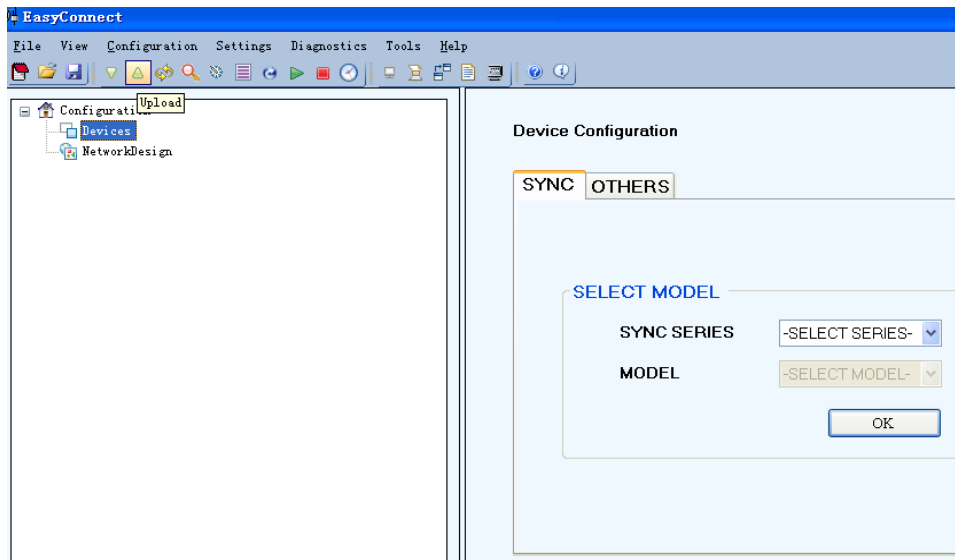 EasyConnect
File View Configuration Settings Diagnostics Tools Help
Upload
Configurati
Devices
NetworkDesign
Device Configuration
SYNC OTHERS
SELECT MODEL
SYNC SERIES -SELECT SERIES-
MODEL -SELECT MODEL-
OK